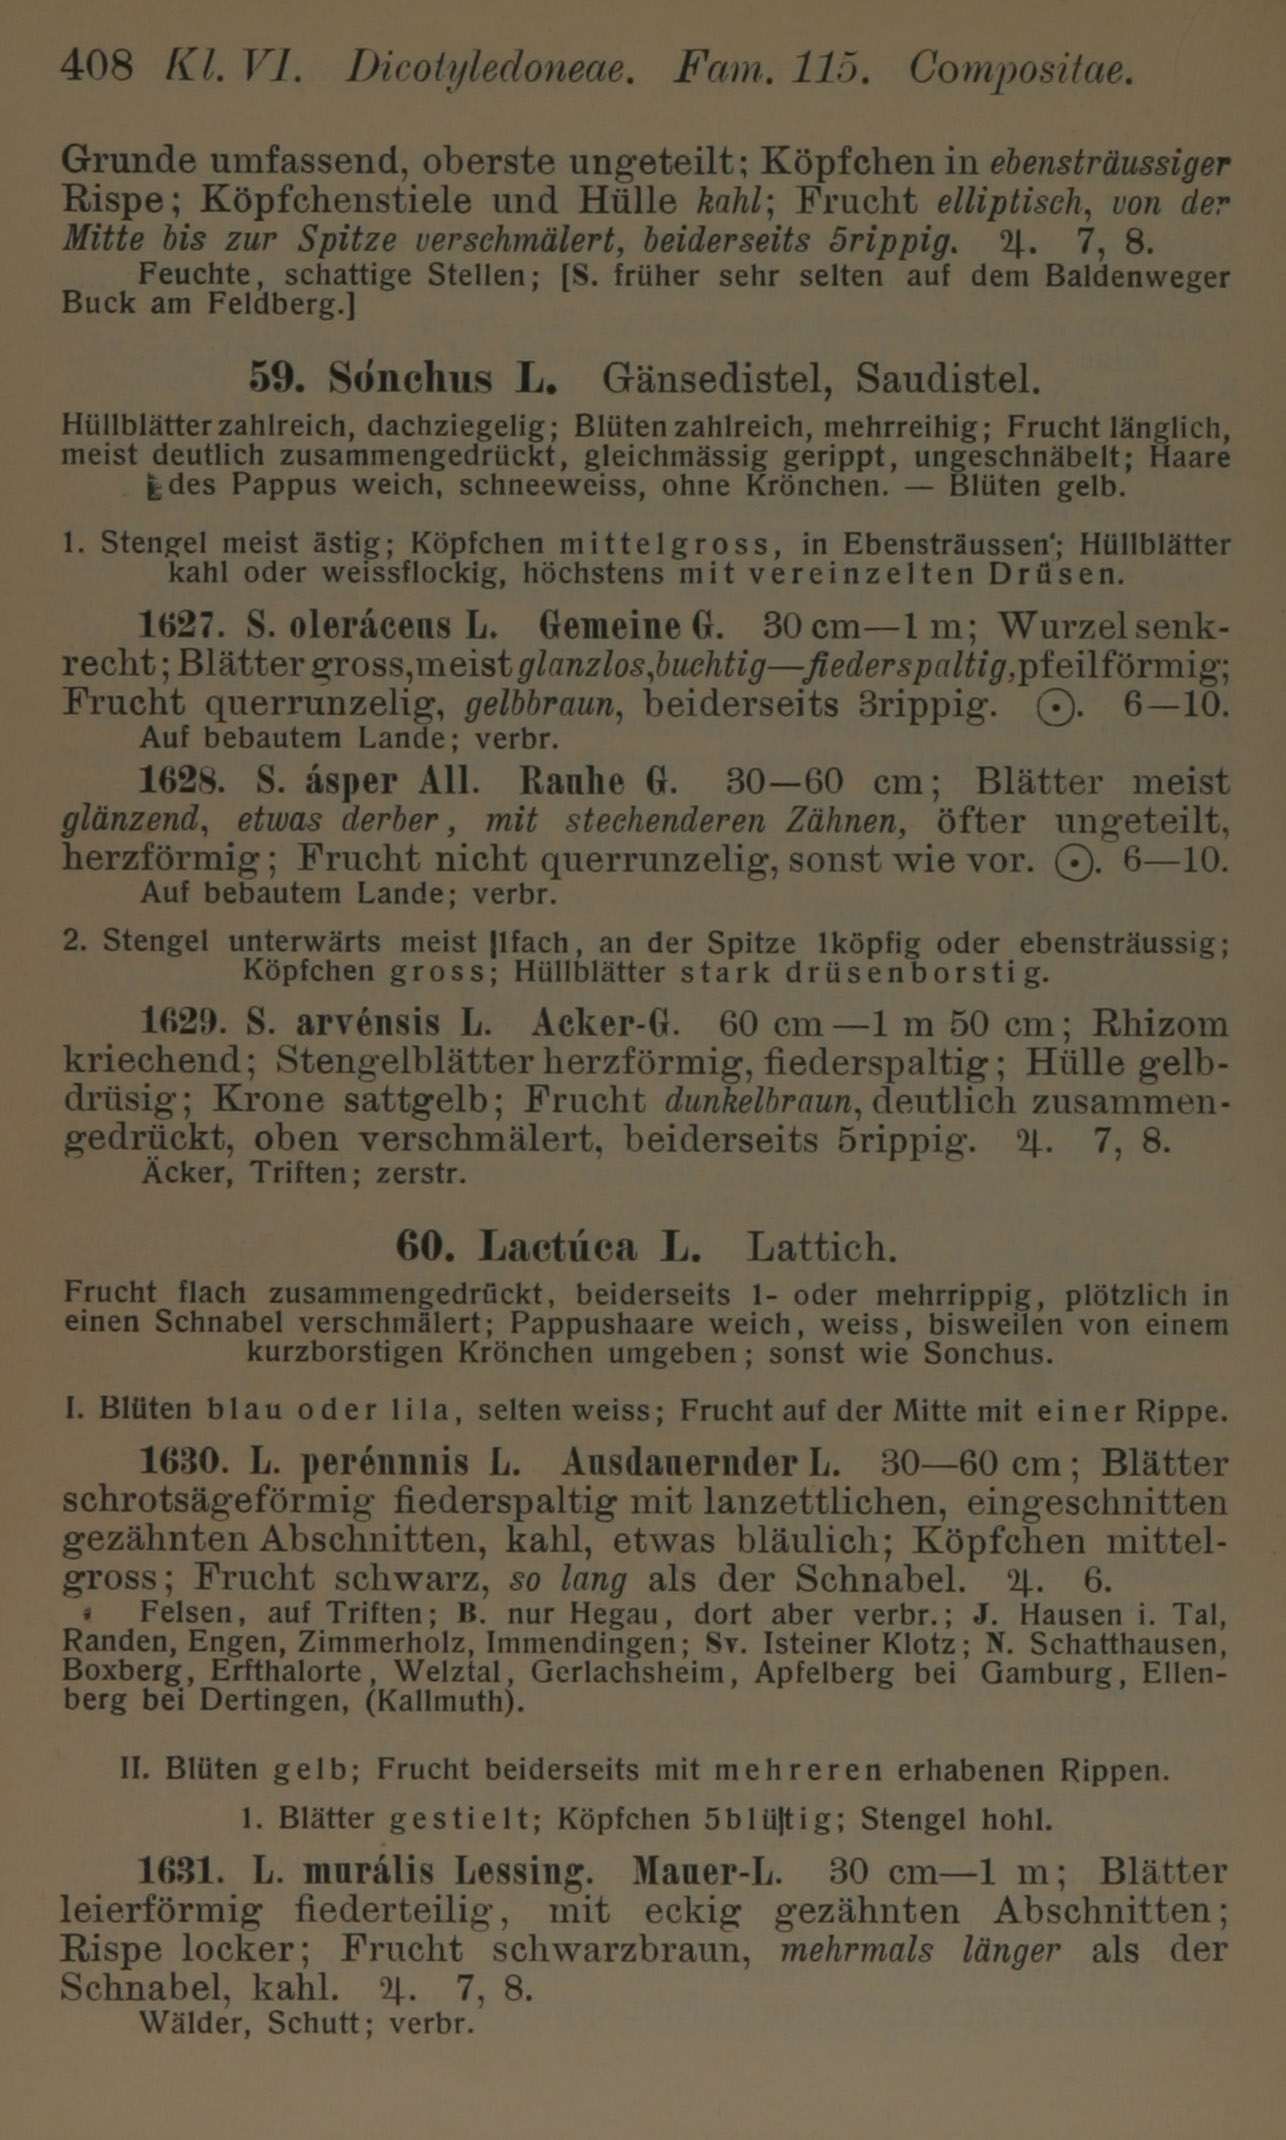 408 Kl. VI. Dicotyledoneae. Fam. 115. Compositae.
Grunde umfassend, oberste ungeteilt; Köpfchen in ebensträussiger
Rispe; Köpfchenstiele und Hülle kahl; Frucht elliptisch, von der
Mitte bis zur Spitze verschmälert, beiderseits 5rippig. ♃. 7, 8.
Feuchte, schattige Stellen; [S. früher sehr selten auf dem Baldenweger
Buck am Feldberg.]
59. Sónchus L. Gänsedistel, Saudistel.
Hüllblätter zahlreich, dachziegelig; Blüten zahlreich, mehrreihig; Frucht länglich,
meist deutlich zusammengedrückt, gleichmässig gerippt, ungeschnäbelt; Haare
des Pappus weich, schneeweiss, ohne Krönchen. — Blüten gelb.
1. Stengel meist ästig; Köpfchen mittelgross, in Ebensträussen; Hüllblätter
kahl oder weissflockig, höchstens mit vereinzelten Drüsen.
1627. S. oleráceus L. Gemeine G. 30 cm—1 m; Wurzel senk-
recht; Blätter gross, meist glanzlos, buchtig—fiederspaltig, pfeilförmig;
Frucht querrunzelig, gelbbraun, beiderseits 3rippig. ⊙. 6—10.
Auf bebautem Lande; verbr.
1628. S. ásper All. Rauhe G. 30—60 cm; Blätter meist
glänzend, etwas derber, mit stechenderen Zähnen, öfter ungeteilt,
herzförmig; Frucht nicht querrunzelig, sonst wie vor. ⊙. 6—10.
Auf bebautem Lande; verbr.
2. Stengel unterwärts meist 1fach, an der Spitze 1köpfig oder ebensträussig;
Köpfchen gross; Hüllblätter stark drüsenborstig.
1629. S. arvénsis L. Acker-G. 60 cm—1 m 50 cm; Rhizom
kriechend; Stengelblätter herzförmig, fiederspaltig; Hülle gelb-
drüsig; Krone sattgelb; Frucht dunkelbraun, deutlich zusammen-
gedrückt, oben verschmälert, beiderseits 5rippig. ♃. 7, 8.
Äcker, Triften; zerstr.
60. Lactúca L. Lattich.
Frucht flach zusammengedrückt, beiderseits 1- oder mehrrippig, plötzlich in
einen Schnabel verschmälert; Pappushaare weich, weiss, bisweilen von einem
kurzborstigen Krönchen umgeben; sonst wie Sonchus.
I. Blüten blau oder lila, selten weiss; Frucht auf der Mitte mit einer Rippe.
1630. L. perénnnis L. Ausdauernder L. 30—60 cm; Blätter
schrotsägeförmig fiederspaltig mit lanzettlichen, eingeschnitten
gezähnten Abschnitten, kahl, etwas bläulich; Köpfchen mittel-
gross; Frucht schwarz, so lang als der Schnabel. ♃. 6.
Felsen, auf Triften; B. nur Hegau, dort aber verbr.; J. Hausen i. Tal,
Randen, Engen, Zimmerholz, Immendingen; Sv. Isteiner Klotz; N. Schatthausen,
Boxberg, Erfthalorte, Welztal, Gerlachsheim, Apfelberg bei Gamburg, Ellen-
berg bei Dertingen, (Kallmuth).
II. Blüten gelb; Frucht beiderseits mit mehreren erhabenen Rippen.
1. Blätter gestielt; Köpfchen 5blütig; Stengel hohl.
1631. L. murális Lessing. Mauer-L. 30 cm—1 m; Blätter
leierförmig fiederteilig, mit eckig gezähnten Abschnitten;
Rispe locker; Frucht schwarzbraun, mehrmals länger als der
Schnabel, kahl. ♃. 7, 8.
Wälder, Schutt; verbr.